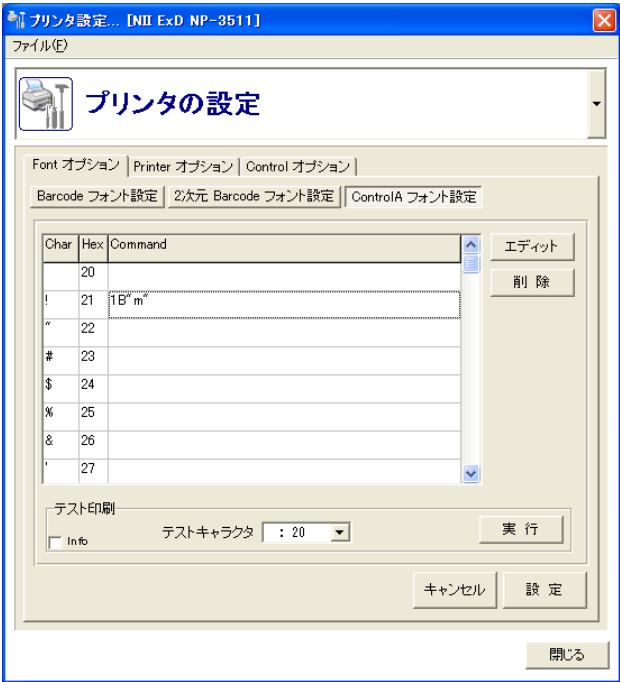 プリンタ設定... [NII ExD NP-3511]
ファイル(F)
プリンタの設定
Font オプション Printer オプション Control オプション
Barcode フォント設定 2次元 Barcode フォント設定 ControlA フォント設定
Char Hex Command
20
! 21 1B"m"
" 22
# 23
$ 24
% 25
& 26
' 27
エディット
削 除
テスト印刷
Info
テストキャラクタ : 20
実 行
キャンセル 設 定
閉じる